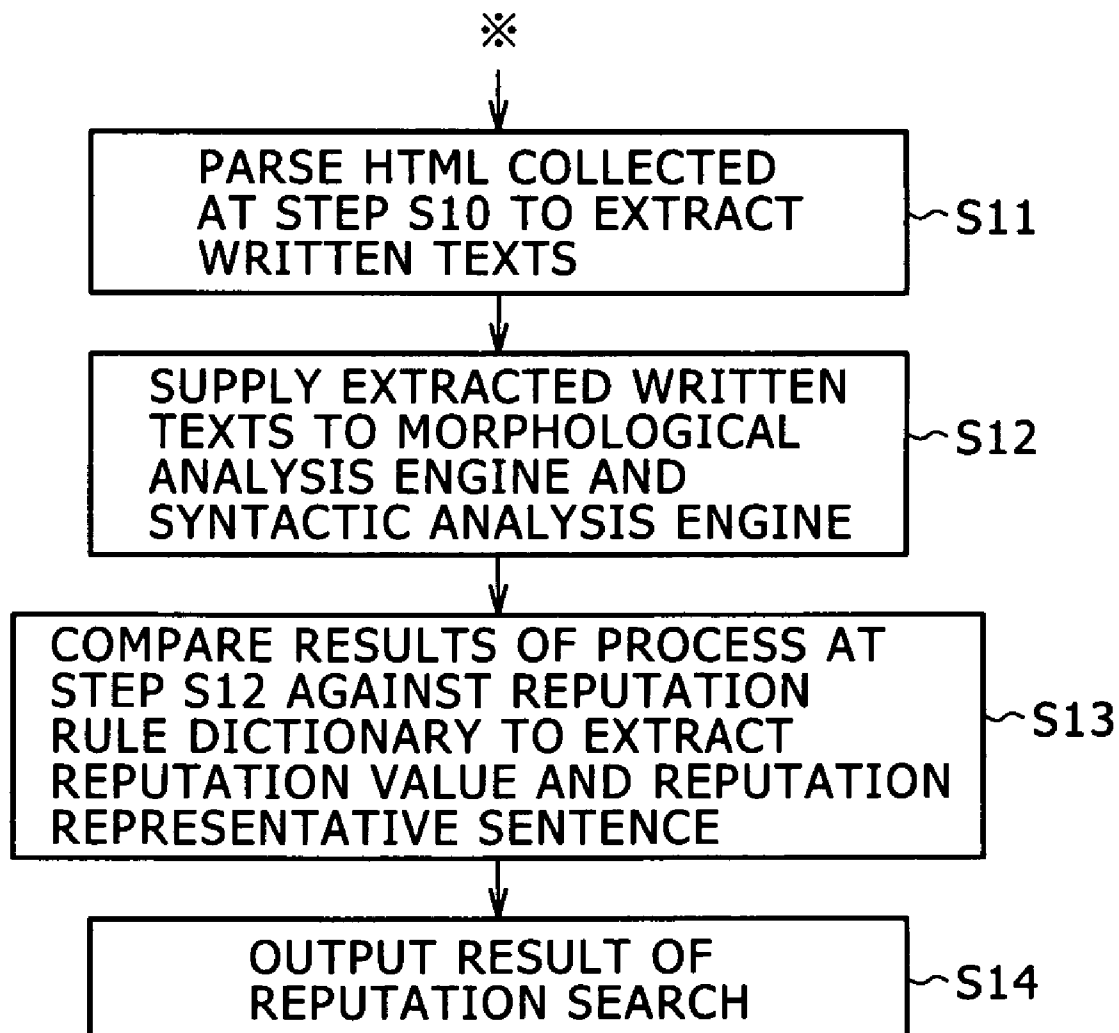 ※
PARSE HTML COLLECTED
AT STEP S10 TO EXTRACT
WRITTEN TEXTS
S11
SUPPLY EXTRACTED WRITTEN
TEXTS TO MORPHOLOGICAL
ANALYSIS ENGINE AND
SYNTACTIC ANALYSIS ENGINE
S12
COMPARE RESULTS OF PROCESS AT
STEP S12 AGAINST REPUTATION
RULE DICTIONARY TO EXTRACT
REPUTATION VALUE AND REPUTATION
REPRESENTATIVE SENTENCE
S13
OUTPUT RESULT OF
REPUTATION SEARCH
S14